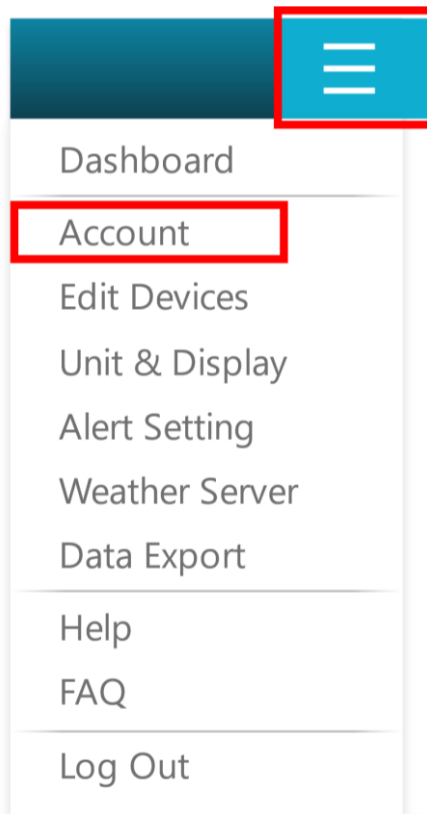 Dashboard
Account
Edit Devices
Unit & Display
Alert Setting
Weather Server
Data Export
Help
FAQ
Log Out